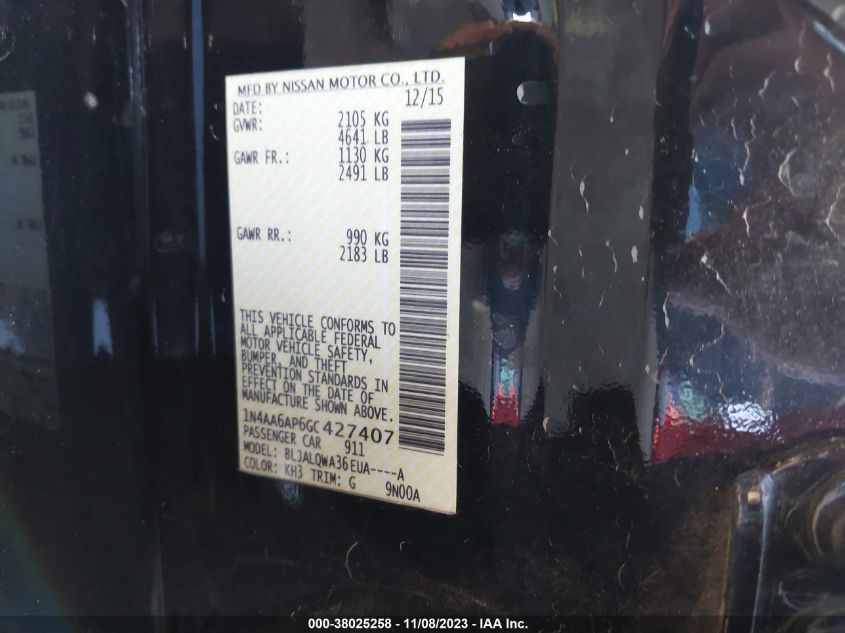 MFD BY NISSAN MOTOR CO., LTD.
DATE: 12/15
GVWR: 2105 KG
4641 LB
GAWR FR.: 1130 KG
2491 LB
GAWR RR.: 990 KG
2183 LB
THIS VEHICLE CONFORMS TO
ALL APPLICABLE FEDERAL
MOTOR VEHICLE SAFETY,
BUMPER, AND THEFT
PREVENTION STANDARDS IN
EFFECT ON THE DATE OF
MANUFACTURE SHOWN ABOVE.
1N4AA6AP6GC427407
PASSENGER CAR 911
MODEL: BLJALQWA36EUA----A
COLOR: KH3 TRIM: G 9N00A
000-38025258 - 11/08/2023 - IAA Inc.